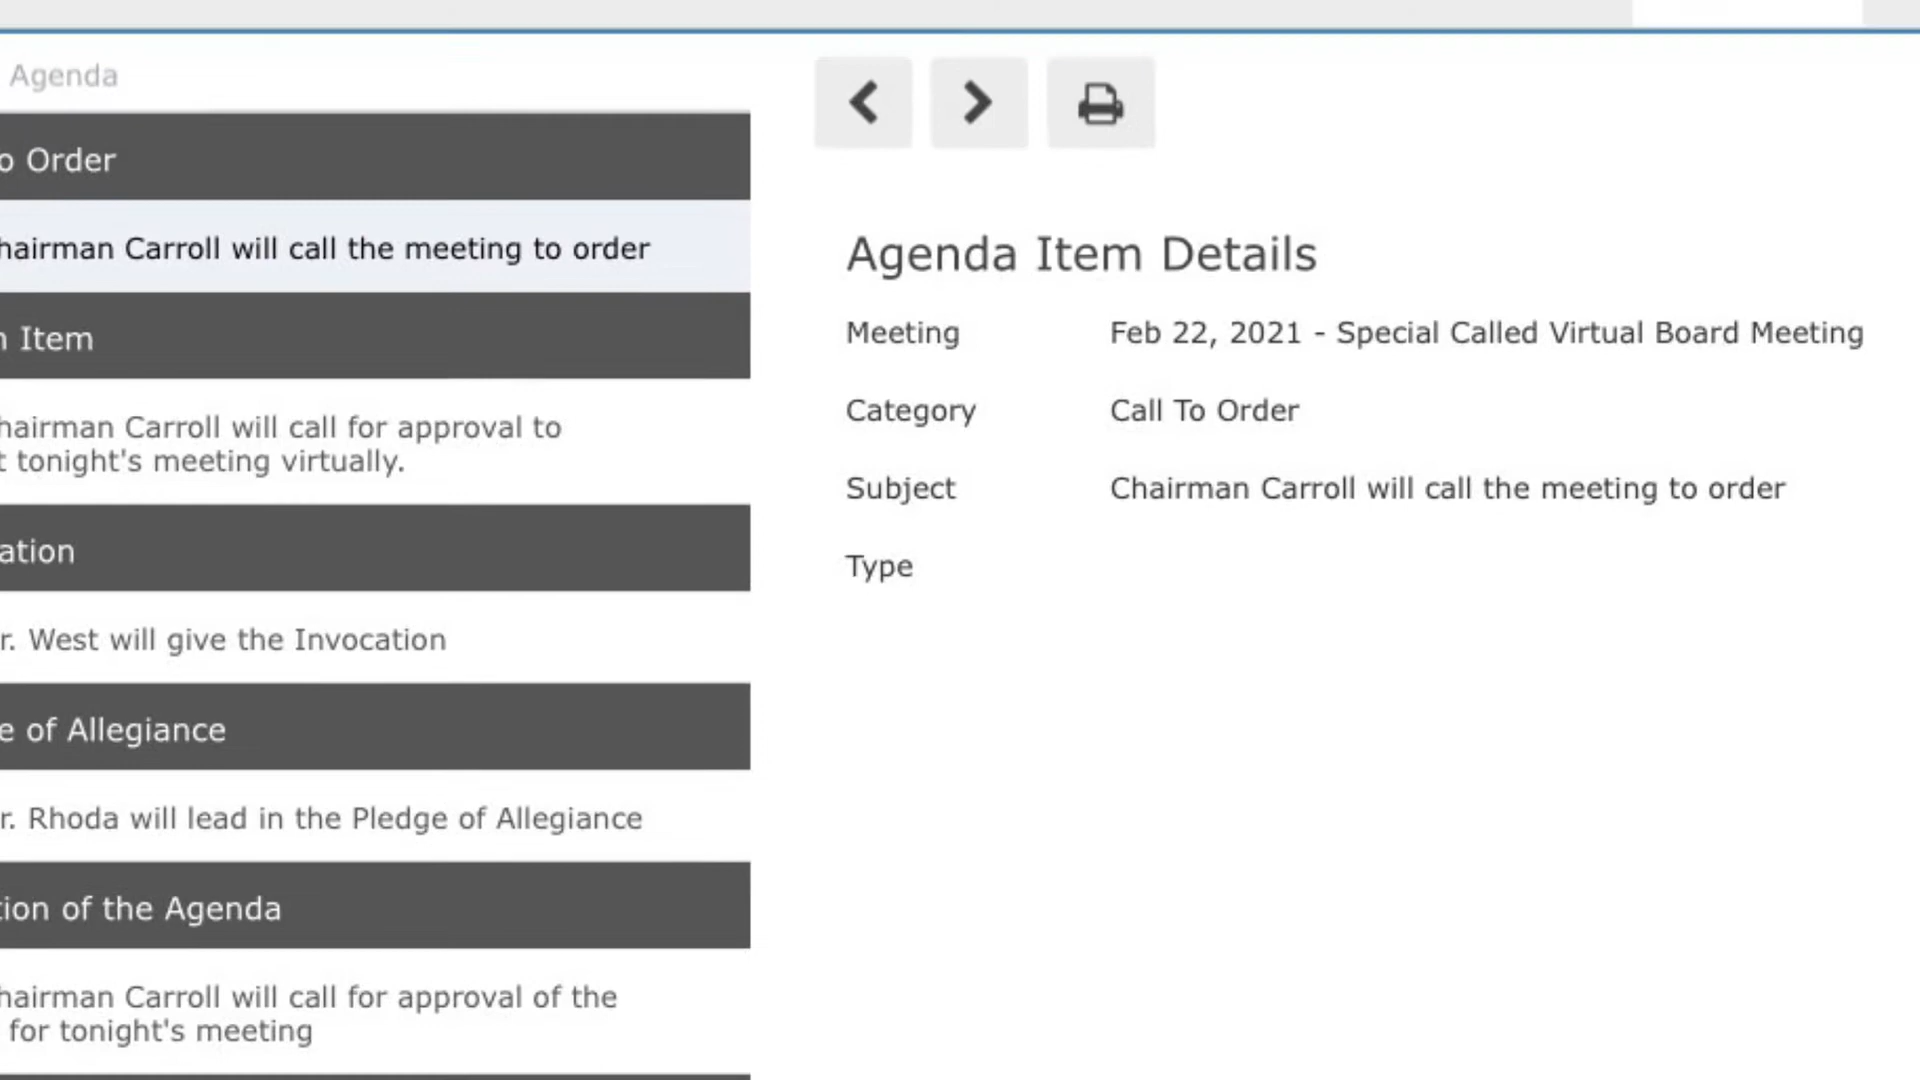 Agenda
o Order
hairman Carroll will call the meeting to order
Item
hairman Carroll will call for approval to
t tonight's meeting virtually.
ation
r. West will give the Invocation
e of Allegiance
r. Rhoda will lead in the Pledge of Allegiance
tion of the Agenda
hairman Carroll will call for approval of the
for tonight's meeting
Agenda Item Details
Meeting Feb 22, 2021 - Special Called Virtual Board Meeting
Category Call To Order
Subject Chairman Carroll will call the meeting to order
Type